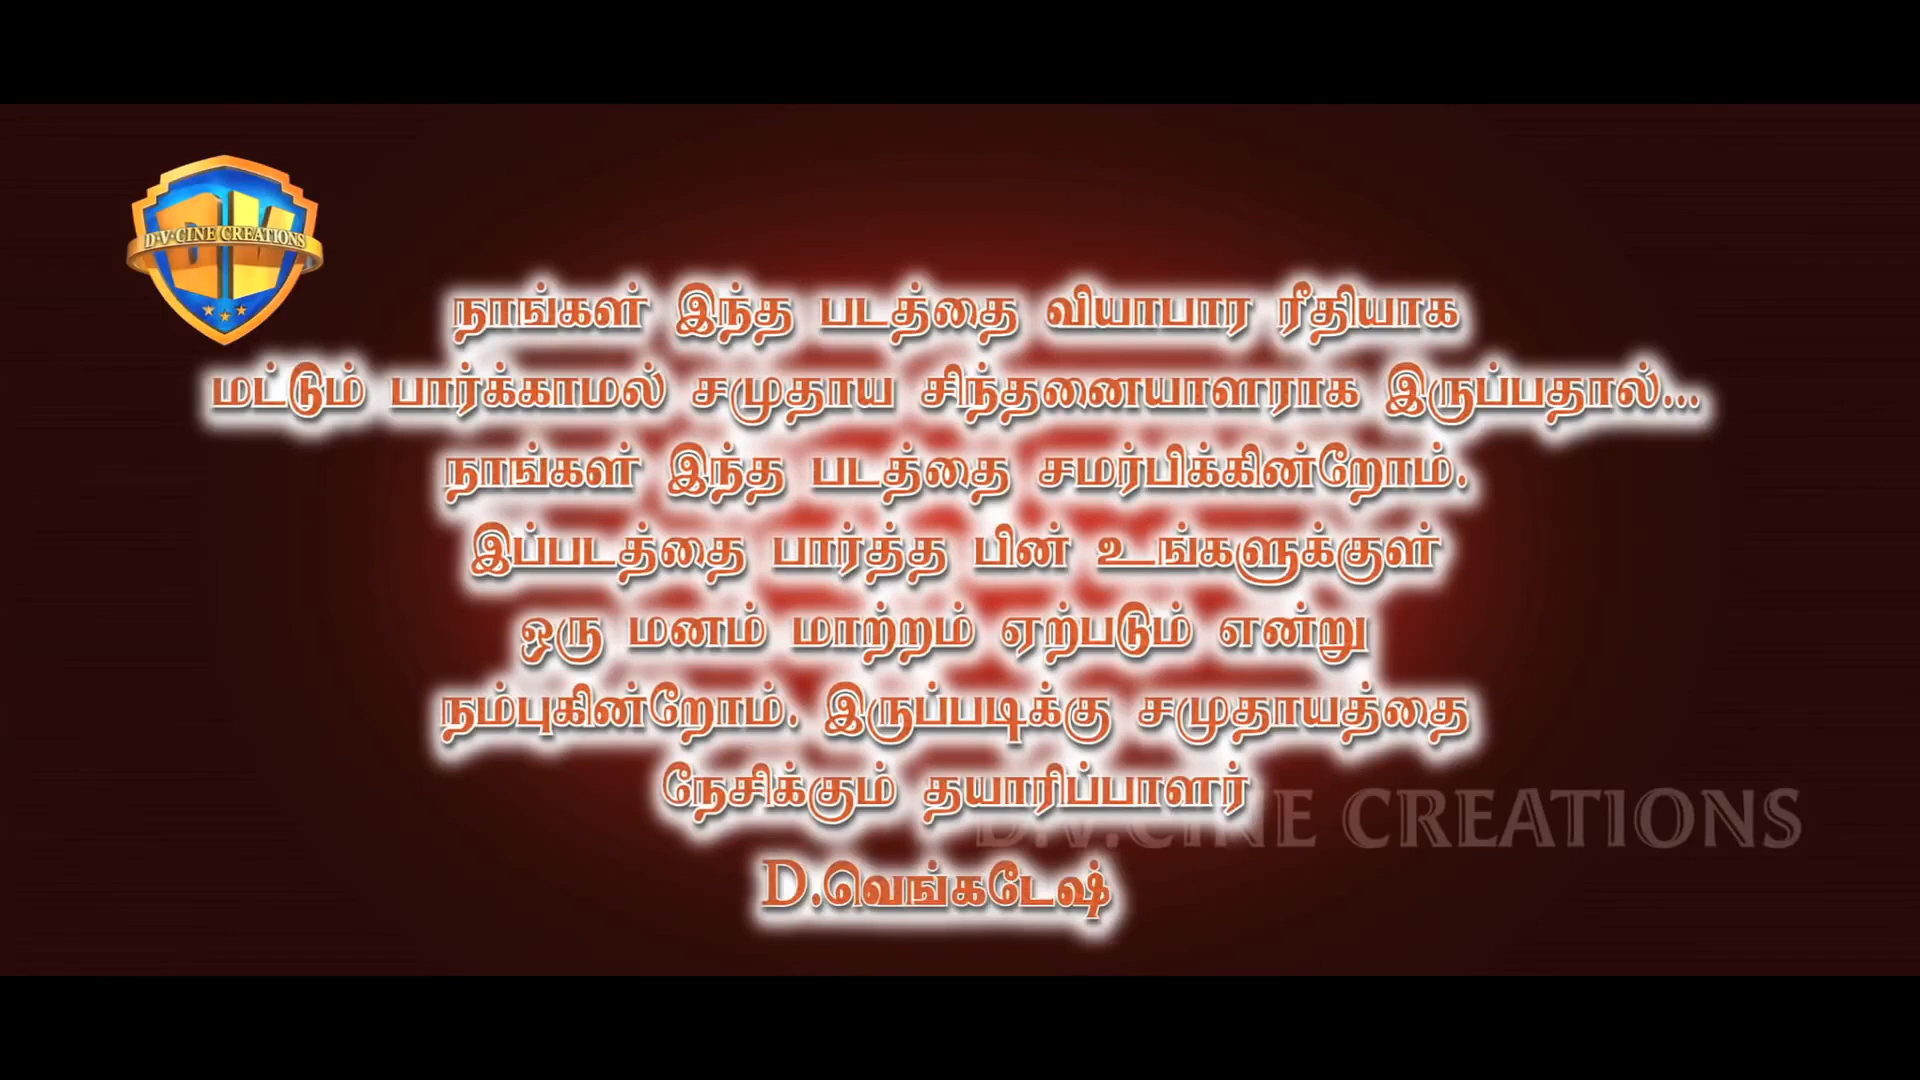 D·V·CINE CREATIONS
நாங்கள் இந்த படத்தை வியாபார ரீதியாக
மட்டும் பார்க்காமல் சமுதாய சிந்தனையாளராக இருப்பதால்...
நாங்கள் இந்த படத்தை சமர்பிக்கின்றோம்.
இப்படத்தை பார்த்த பின் உங்களுக்குள்
ஒரு மனம் மாற்றம் ஏற்படும் என்று
நம்புகின்றோம். இருப்படிக்கு சமுதாயத்தை
நேசிக்கும் தயாரிப்பாளர்
D.V.CINE CREATIONS
D.வெங்கடேஷ்